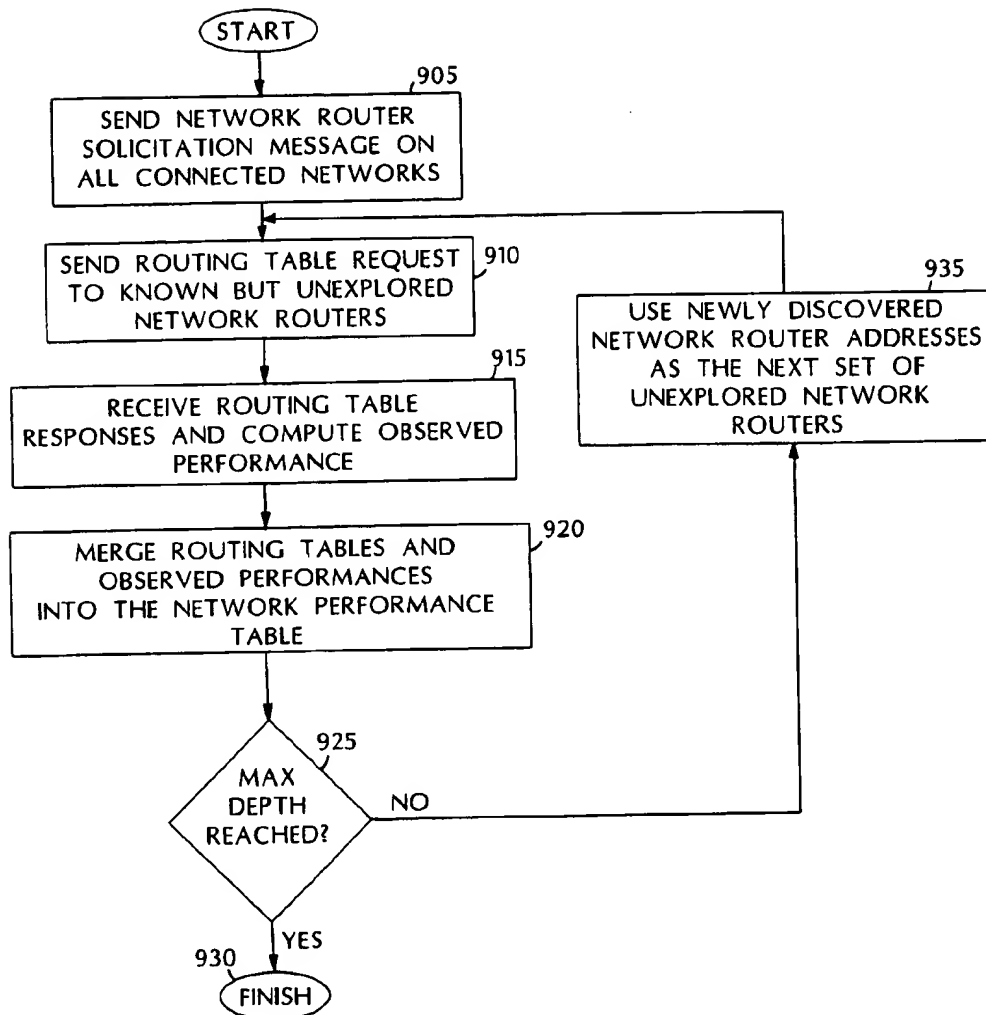 START
905
SEND NETWORK ROUTER
SOLICITATION MESSAGE ON
ALL CONNECTED NETWORKS
SEND ROUTING TABLE REQUEST
TO KNOWN BUT UNEXPLORED
NETWORK ROUTERS
910
935
USE NEWLY DISCOVERED
NETWORK ROUTER ADDRESSES
AS THE NEXT SET OF
UNEXPLORED NETWORK
ROUTERS
915
RECEIVE ROUTING TABLE
RESPONSES AND COMPUTE OBSERVED
PERFORMANCE
920
MERGE ROUTING TABLES AND
OBSERVED PERFORMANCES
INTO THE NETWORK PERFORMANCE
TABLE
925
MAX
DEPTH
REACHED?
NO
YES
930
FINISH